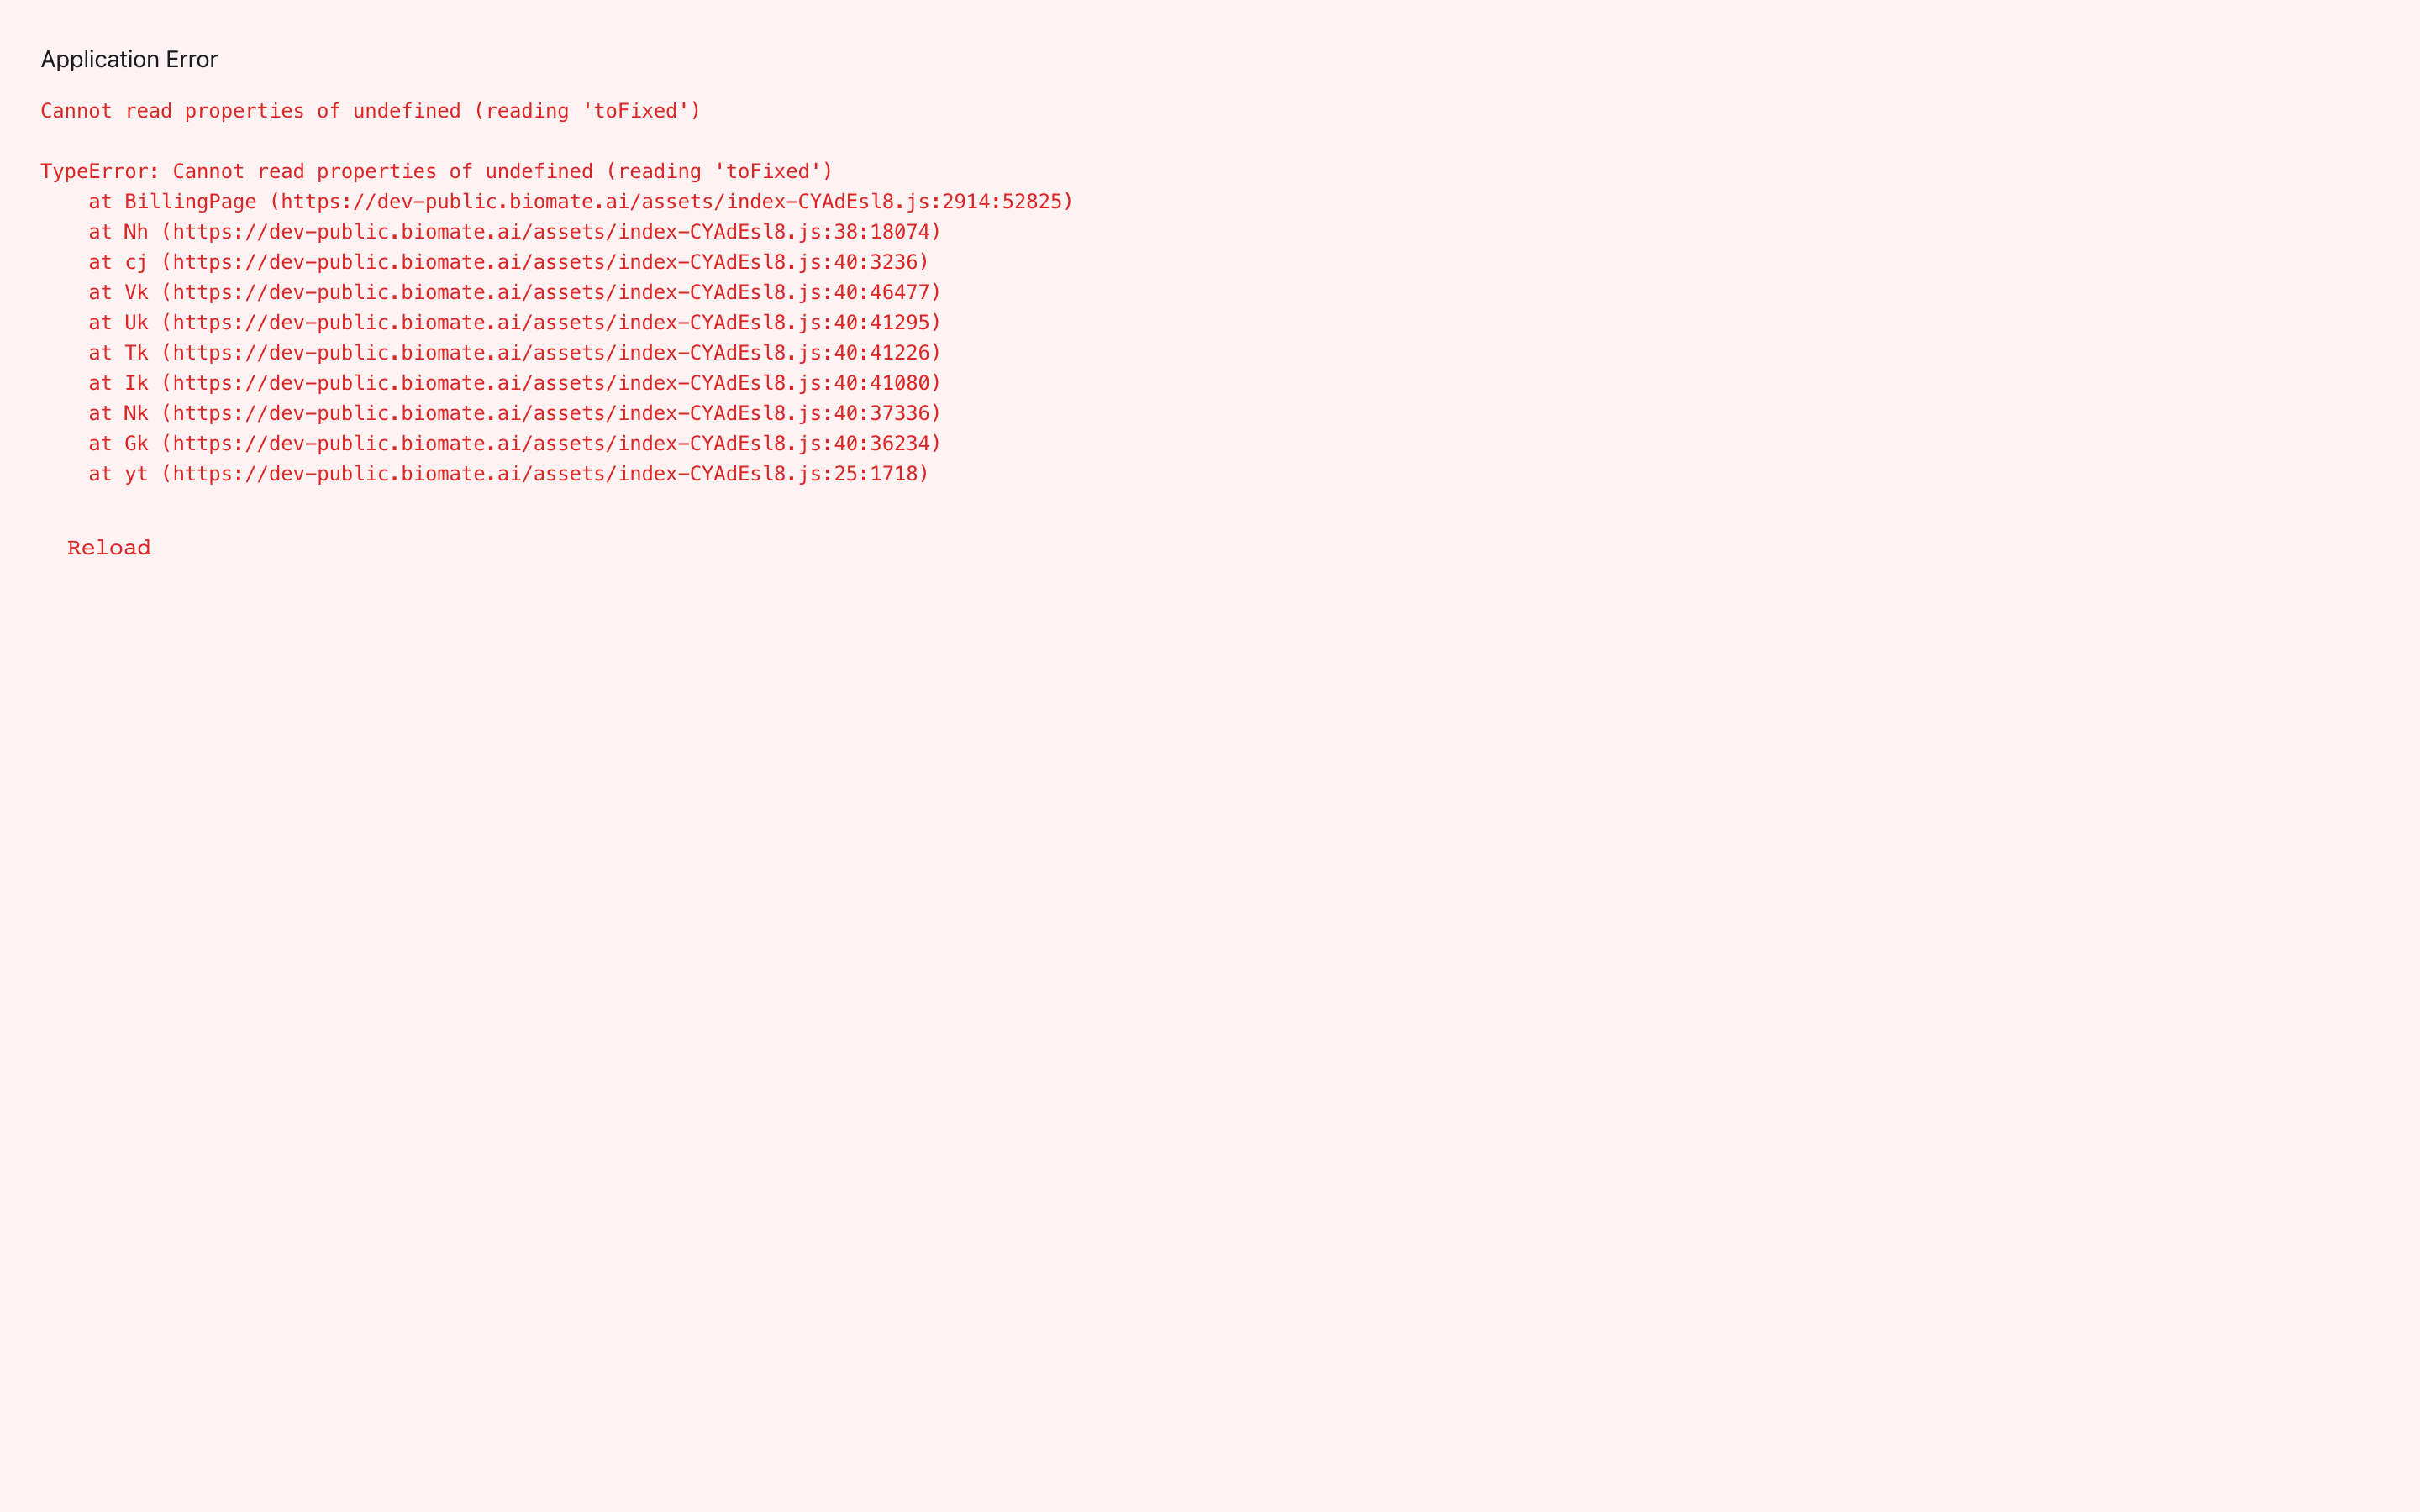 Application Error
Cannot read properties of undefined (reading 'toFixed')
TypeError: Cannot read properties of undefined (reading 'toFixed')
    at BillingPage (https://dev-public.biomate.ai/assets/index-CYAdEsl8.js:2914:52825)
    at Nh (https://dev-public.biomate.ai/assets/index-CYAdEsl8.js:38:18074)
    at cj (https://dev-public.biomate.ai/assets/index-CYAdEsl8.js:40:3236)
    at Vk (https://dev-public.biomate.ai/assets/index-CYAdEsl8.js:40:46477)
    at Uk (https://dev-public.biomate.ai/assets/index-CYAdEsl8.js:40:41295)
    at Tk (https://dev-public.biomate.ai/assets/index-CYAdEsl8.js:40:41226)
    at Ik (https://dev-public.biomate.ai/assets/index-CYAdEsl8.js:40:41080)
    at Nk (https://dev-public.biomate.ai/assets/index-CYAdEsl8.js:40:37336)
    at Gk (https://dev-public.biomate.ai/assets/index-CYAdEsl8.js:40:36234)
    at yt (https://dev-public.biomate.ai/assets/index-CYAdEsl8.js:25:1718)
Reload